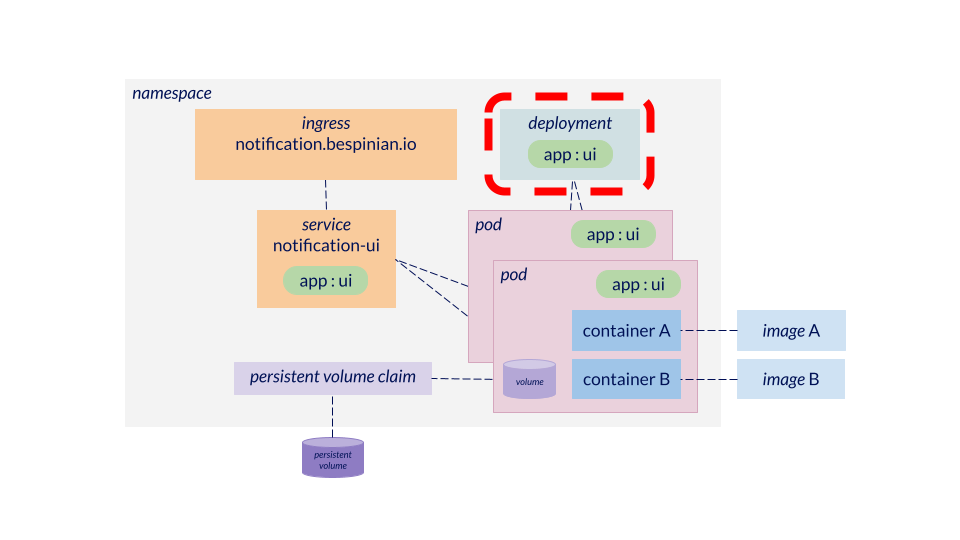 namespace
ingress
notification.bespinian.io
deployment
app : ui
service
notification-ui
app : ui
pod
app : ui
pod
app : ui
container A
image A
container B
image B
volume
persistent volume claim
persistent
volume